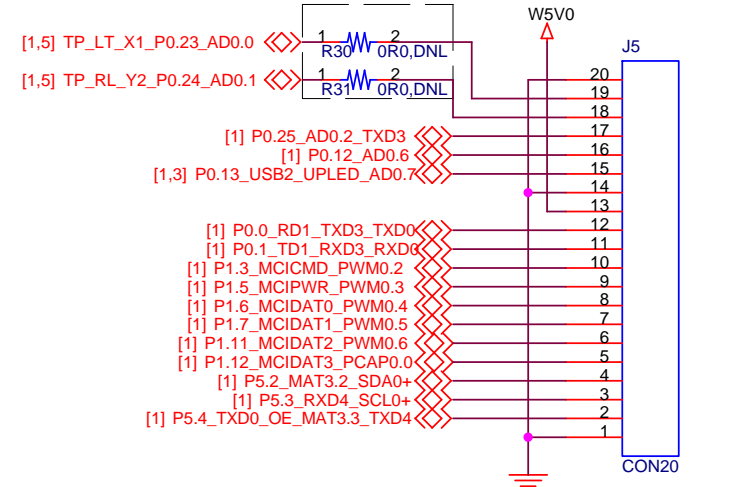 W5V0
J5
1 2
[1,5] TP_LT_X1_P0.23_AD0.0
R30 0R0,DNL
1 2
[1,5] TP_RL_Y2_P0.24_AD0.1
R31 0R0,DNL
20
19
18
[1] P0.25_AD0.2_TXD3 17
[1] P0.12_AD0.6 16
[1,3] P0.13_USB2_UPLED_AD0.7 15
14
13
[1] P0.0_RD1_TXD3_TXD0 12
[1] P0.1_TD1_RXD3_RXD0 11
[1] P1.3_MCICMD_PWM0.2 10
[1] P1.5_MCIPWR_PWM0.3 9
[1] P1.6_MCIDAT0_PWM0.4 8
[1] P1.7_MCIDAT1_PWM0.5 7
[1] P1.11_MCIDAT2_PWM0.6 6
[1] P1.12_MCIDAT3_PCAP0.0 5
[1] P5.2_MAT3.2_SDA0+ 4
[1] P5.3_RXD4_SCL0+ 3
[1] P5.4_TXD0_OE_MAT3.3_TXD4 2
1
CON20